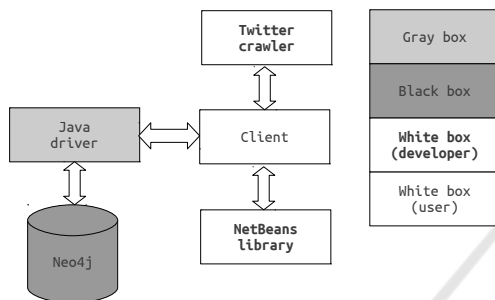 Twitter
crawler
Gray box
Black box
Java
driver
Client
White box
(developer)
White box
(user)
NetBeans
library
Neo4j